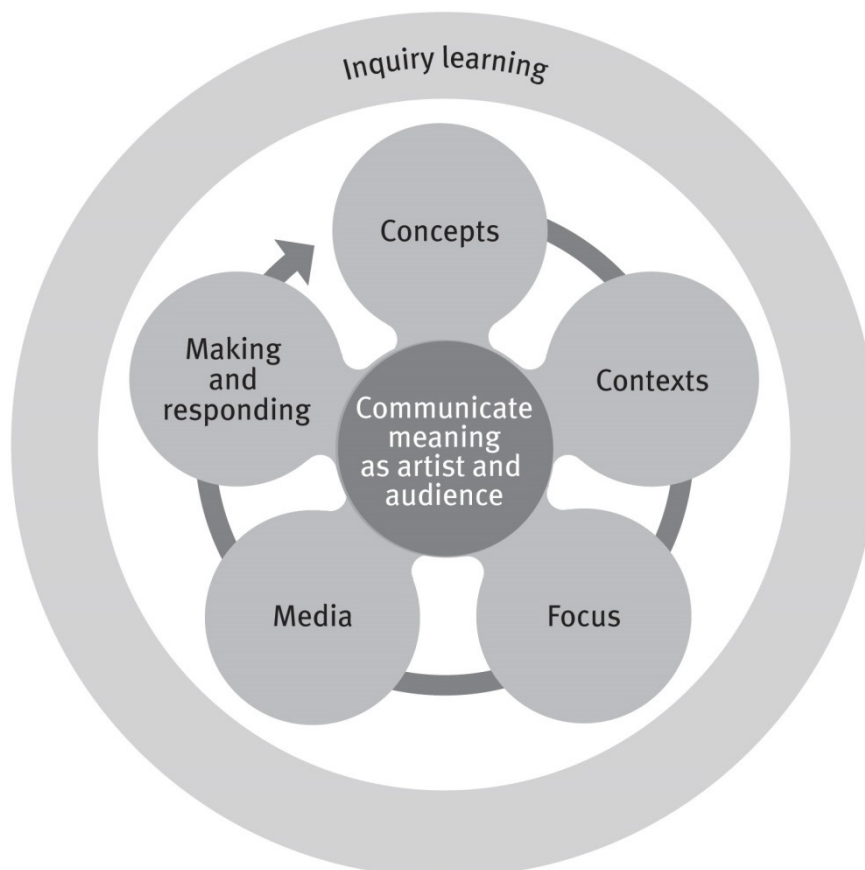 Inquiry learning
Concepts
Contexts
Focus
Media
Making
and
responding
Communicate
meaning
as artist and
audience